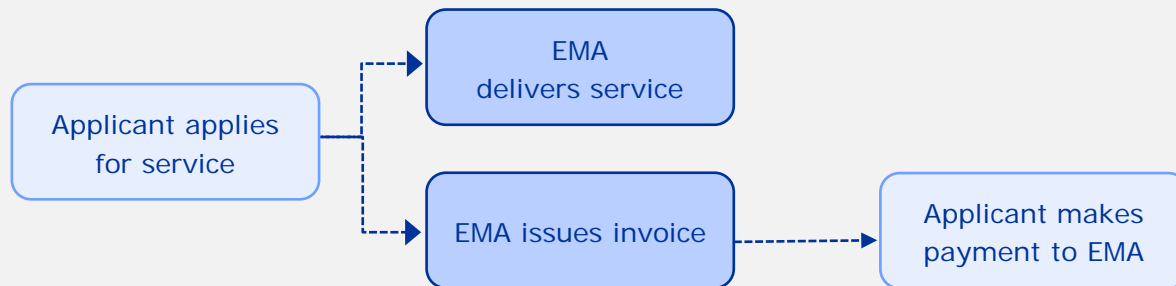 Applicant applies
for service
EMA
delivers service
EMA issues invoice
Applicant makes
payment to EMA